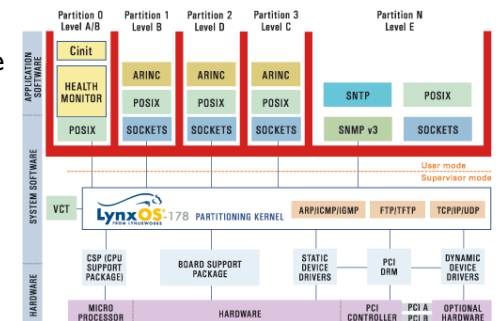 Partition 0
Level A/B
Partition 1
Level B
Partition 2
Level D
Partition 3
Level C
Partition N
Level E
e
APPLICATION
SOFTWARE
Cinit
HEALTH
MONITOR
POSIX
ARINC
POSIX
SOCKETS
ARINC
POSIX
SOCKETS
ARINC
POSIX
SOCKETS
SNTP
POSIX
SNMP v3
SOCKETS
SYSTEM SOFTWARE
User mode
Supervisor mode
VCT
LynxOS-178 PARTITIONING KERNEL
FROM LYNUXWORKS
ARP/ICMP/IGMP
FTP/TFTP
TCP/IP/UDP
CSP (CPU
SUPPORT
PACKAGE)
BOARD SUPPORT
PACKAGE
STATIC
DEVICE
DRIVERS
PCI
DRM
DYNAMIC
DEVICE
DRIVERS
HARDWARE
MICRO
PROCESSOR
HARDWARE
PCI
CONTROLLER
PCI A
PCI B
OPTIONAL
HARDWARE